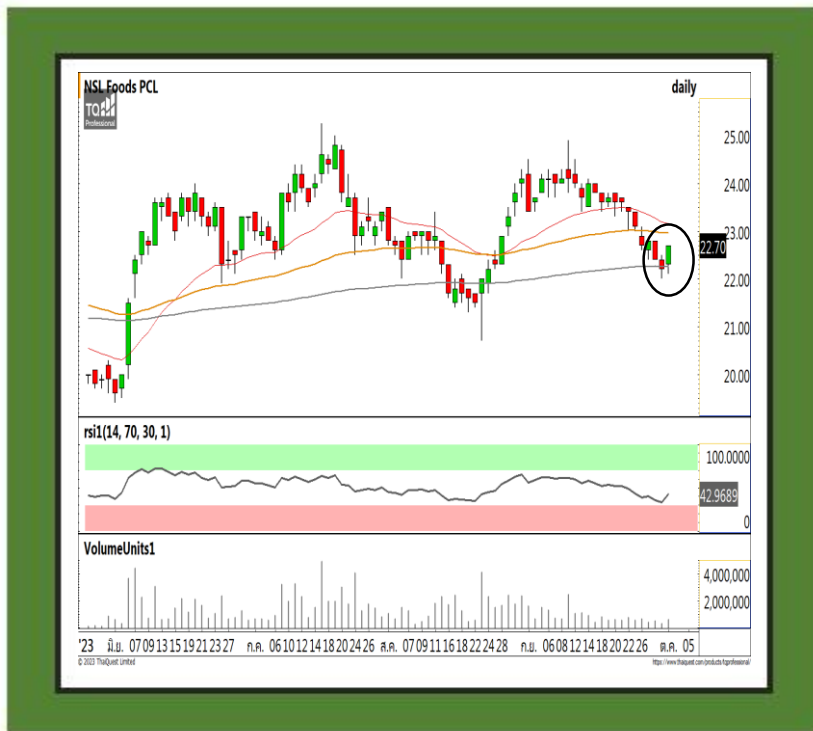 NSL Foods PCL daily
TQ
Professional
25.00
24.00
23.00
22.70
22.00
21.00
20.00
rsi1(14, 70, 30, 1)
100.0000
42.9689
0
VolumeUnits1
4,000,000
2,000,000
'23 มิ.ย. 07 09 13 15 19 21 23 27 ก.ค. 06 10 12 14 18 20 24 26 ส.ค. 07 09 11 16 18 22 24 28 ก.ย. 06 08 12 14 18 20 22 26 ต.ค. 05
© 2023 ThaiQuest Limited https://www.thaiquest.com/products-tqprofessional/